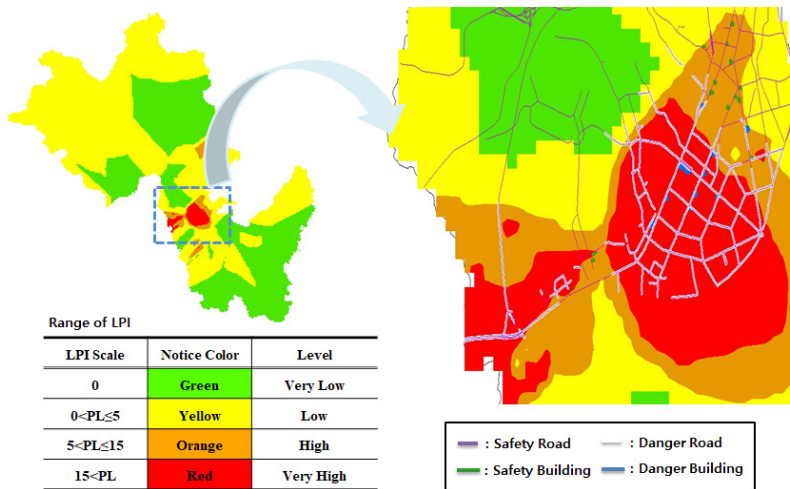 Range of LPI
LPI Scale Notice Color Level
0 Green Very Low
0<PL≤5 Yellow Low
5<PL≤15 Orange High
15<PL Red Very High
: Safety Road : Danger Road
: Safety Building : Danger Building